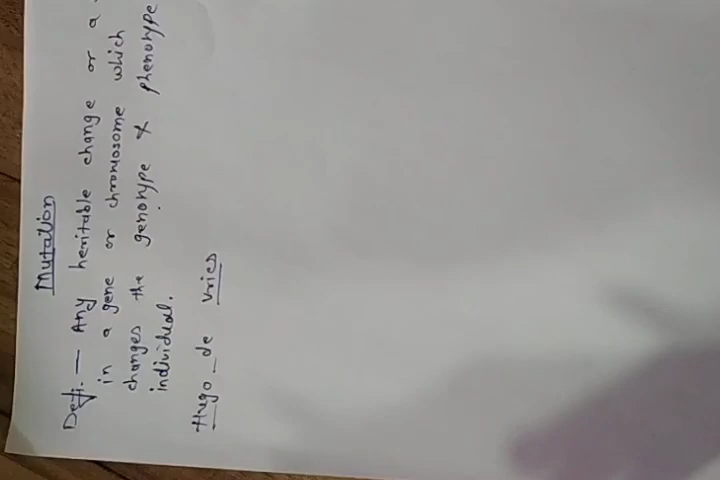 Mutation
Defi. — Any heritable change or a
in a gene or chromosome which
changes the genotype & phenotype
individual.
Hugo de Vries